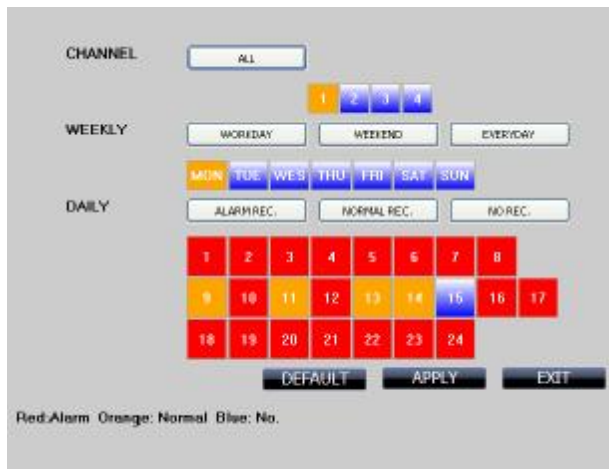 CHANNEL ALL
1 2 3 4
WEEKLY WORKDAY WEEKEND EVERYDAY
MON TUE WES THU FRI SAT SUN
DAILY ALARM REC. NORMAL REC. NO REC.
1 2 3 4 5 6 7 8
9 10 11 12 13 14 15 16 17
18 19 20 21 22 23 24
DEFAULT APPLY EXIT
Red:Alarm Orange: Normal Blue: No.